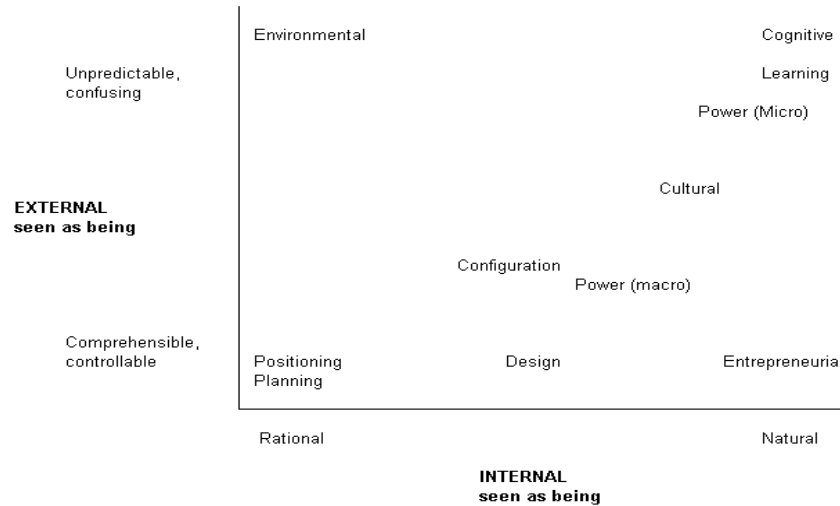 Environmental
Cognitive
Unpredictable,
confusing
Learning
Power (Micro)
Cultural
EXTERNAL
seen as being
Configuration
Power (macro)
Comprehensible,
controllable
Positioning
Planning
Design
Entrepreneuria
Rational
Natural
INTERNAL
seen as being